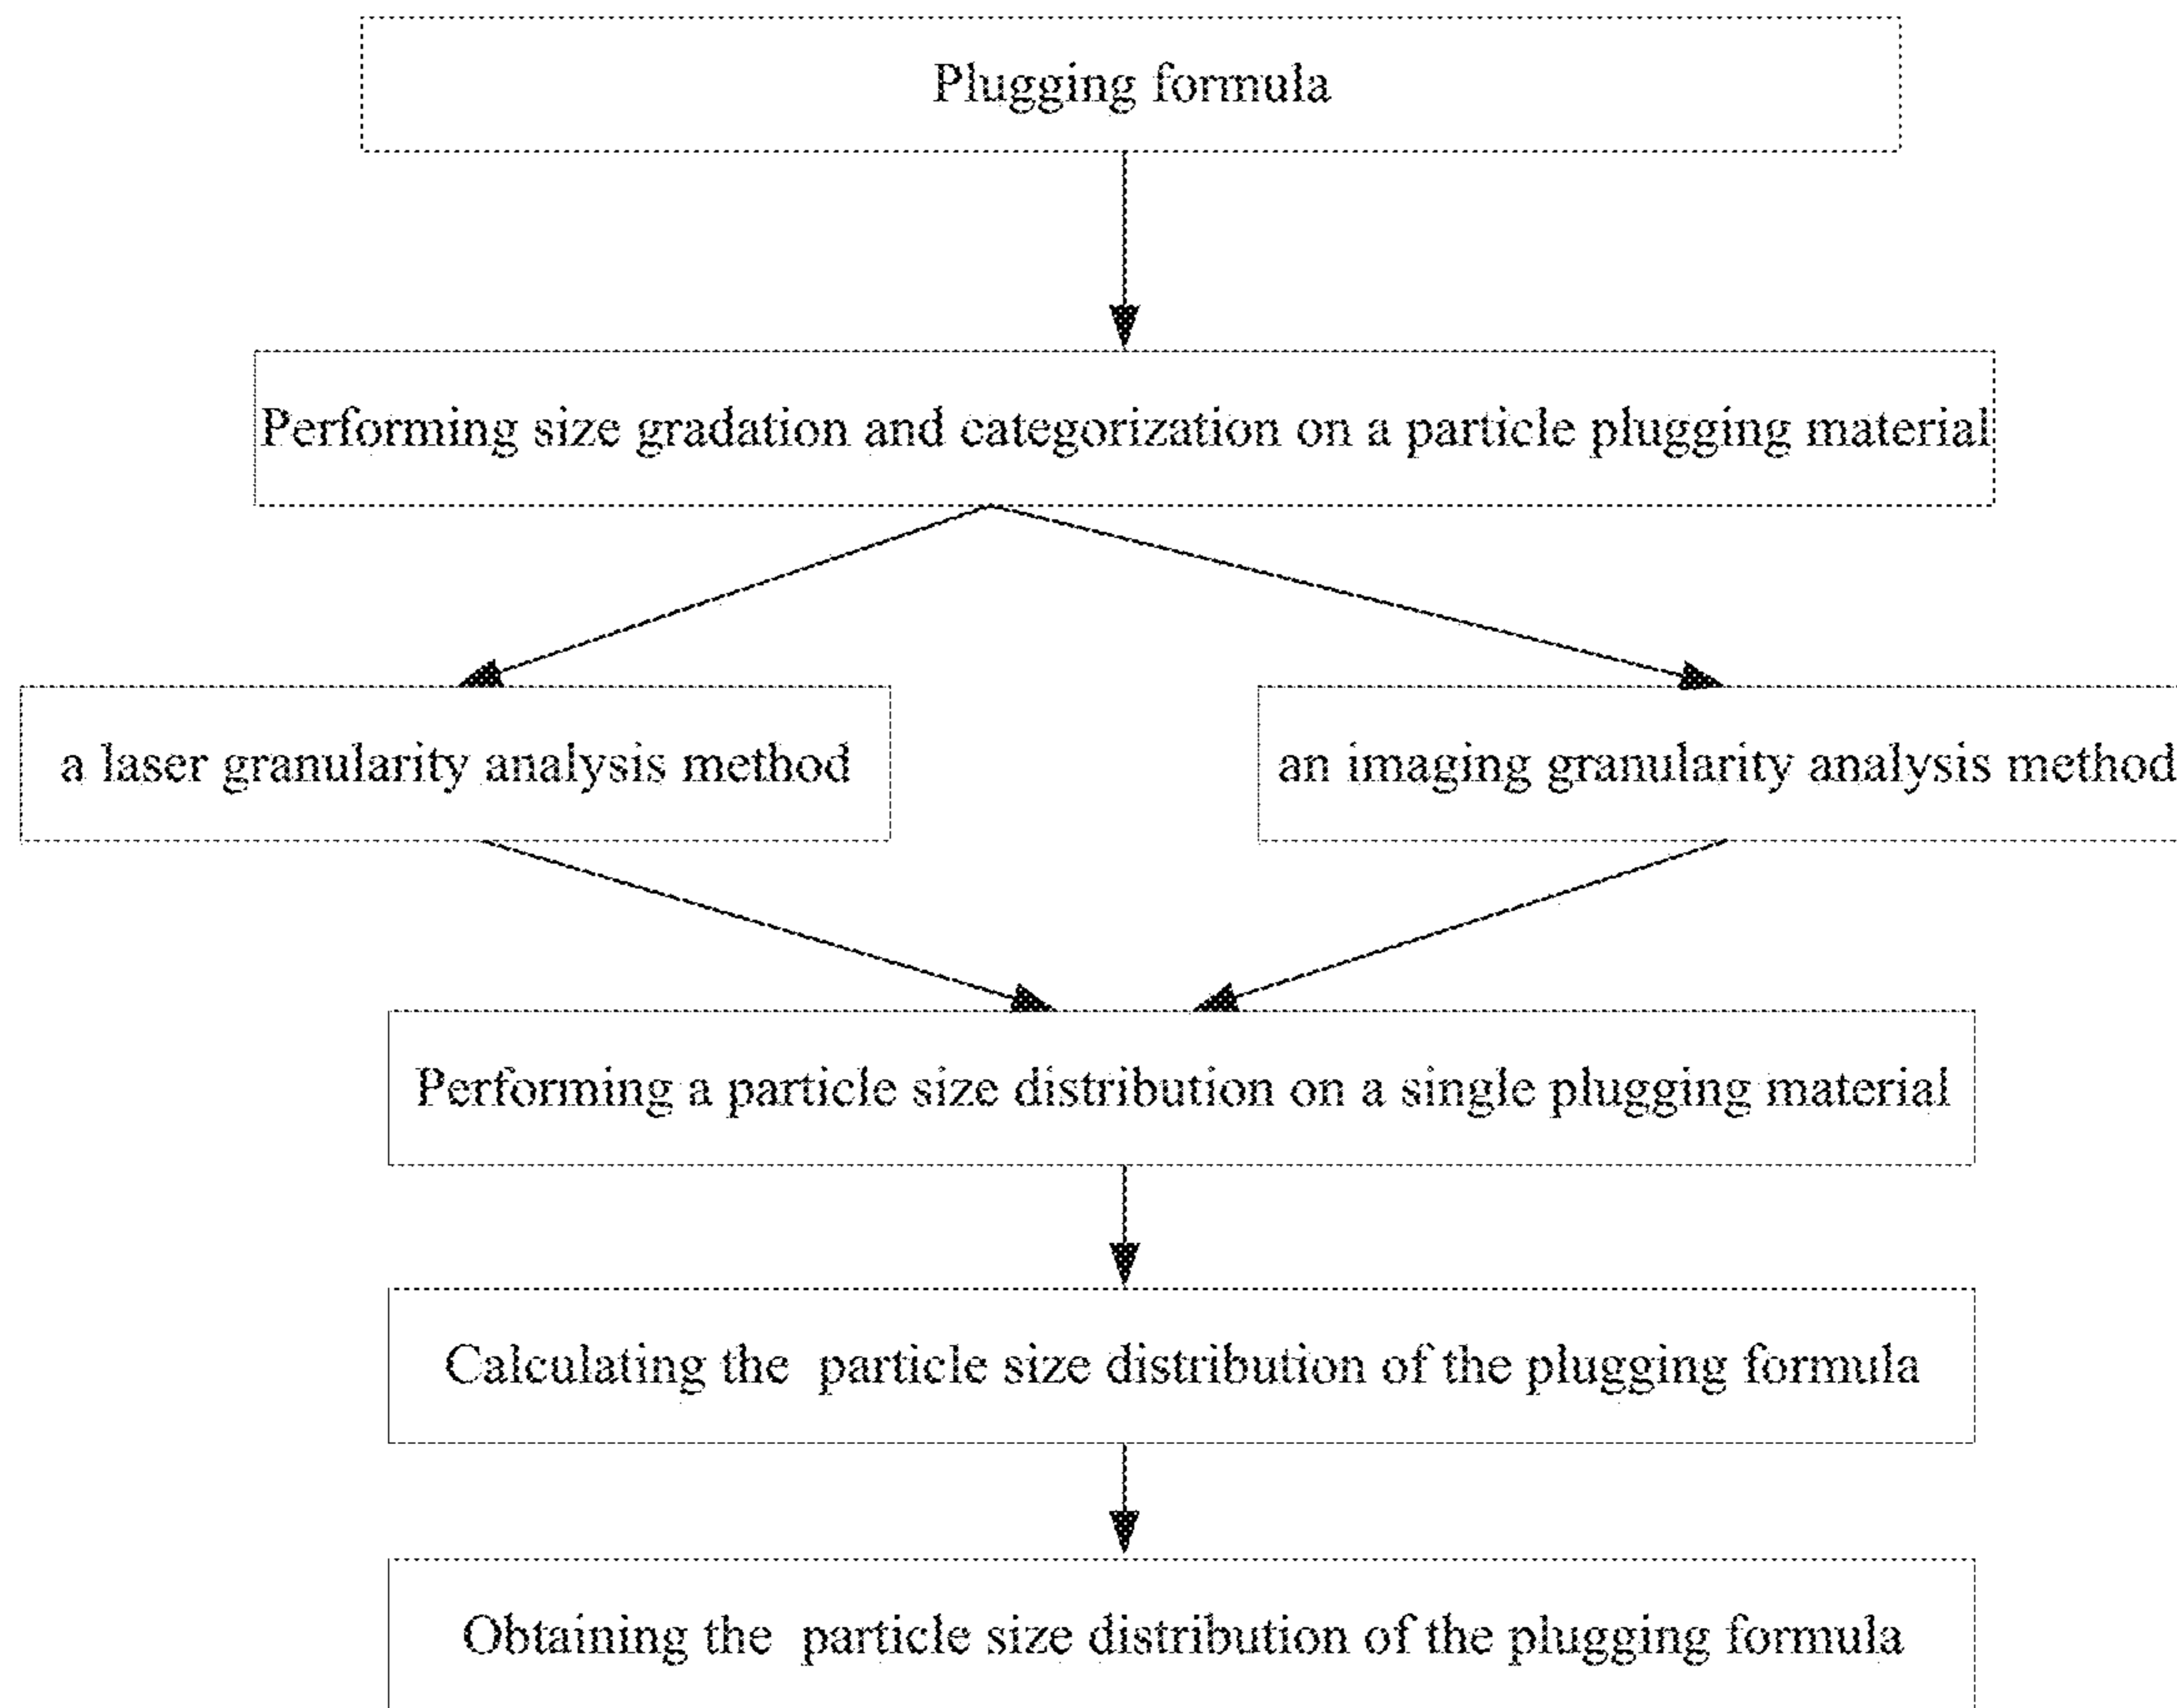 Plugging formula
Performing size gradation and categorization on a particle plugging material
a laser granularity analysis method
an imaging granularity analysis method
Performing a particle size distribution on a single plugging material
Calculating the particle size distribution of the plugging formula
Obtaining the particle size distribution of the plugging formula